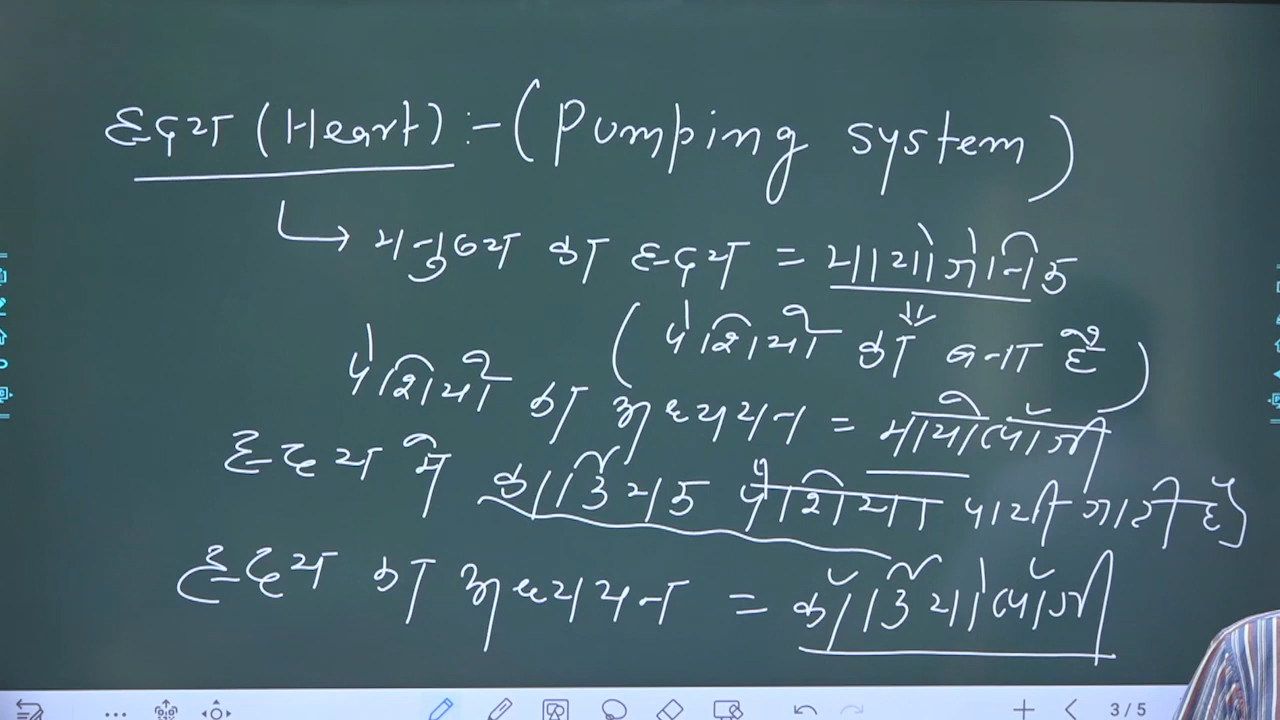 हृदय (Heart) :- (Pumping system)
↳ मनुष्य का हृदय = मायोजेनिक
(पेशियों का बना है)
पेशियों का अध्ययन = मायोलॉजी
हृदय में कार्डियक पेशियां पायी जाती है}
हृदय का अध्ययन = कॉर्डियोलॉजी
3/5